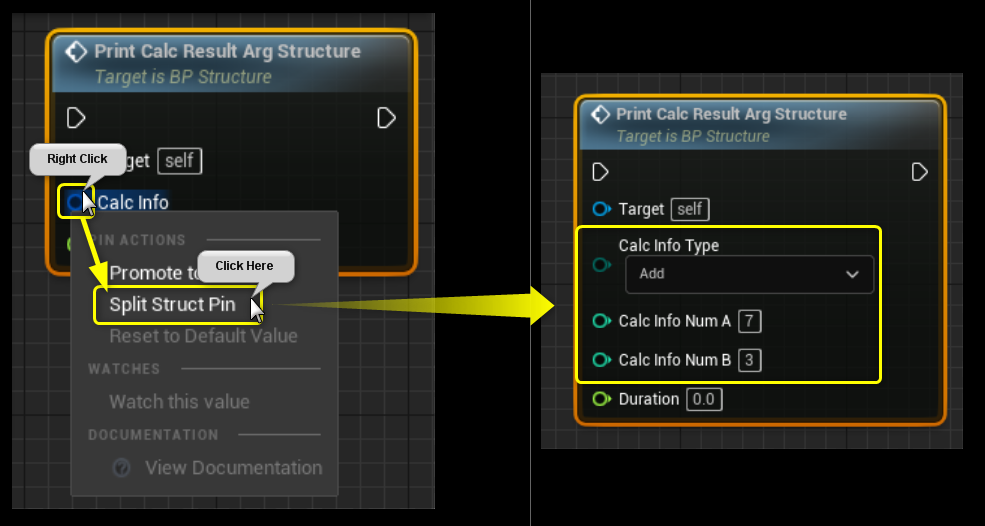 Print Calc Result Arg Structure
Target is BP Structure
Right Click
get self
Calc Info
PIN ACTIONS
Promote to
Click Here
Split Struct Pin
Reset to Default Value
WATCHES
Watch this value
DOCUMENTATION
View Documentation
Print Calc Result Arg Structure
Target is BP Structure
Target self
Calc Info Type
Add
Calc Info Num A 7
Calc Info Num B 3
Duration 0.0